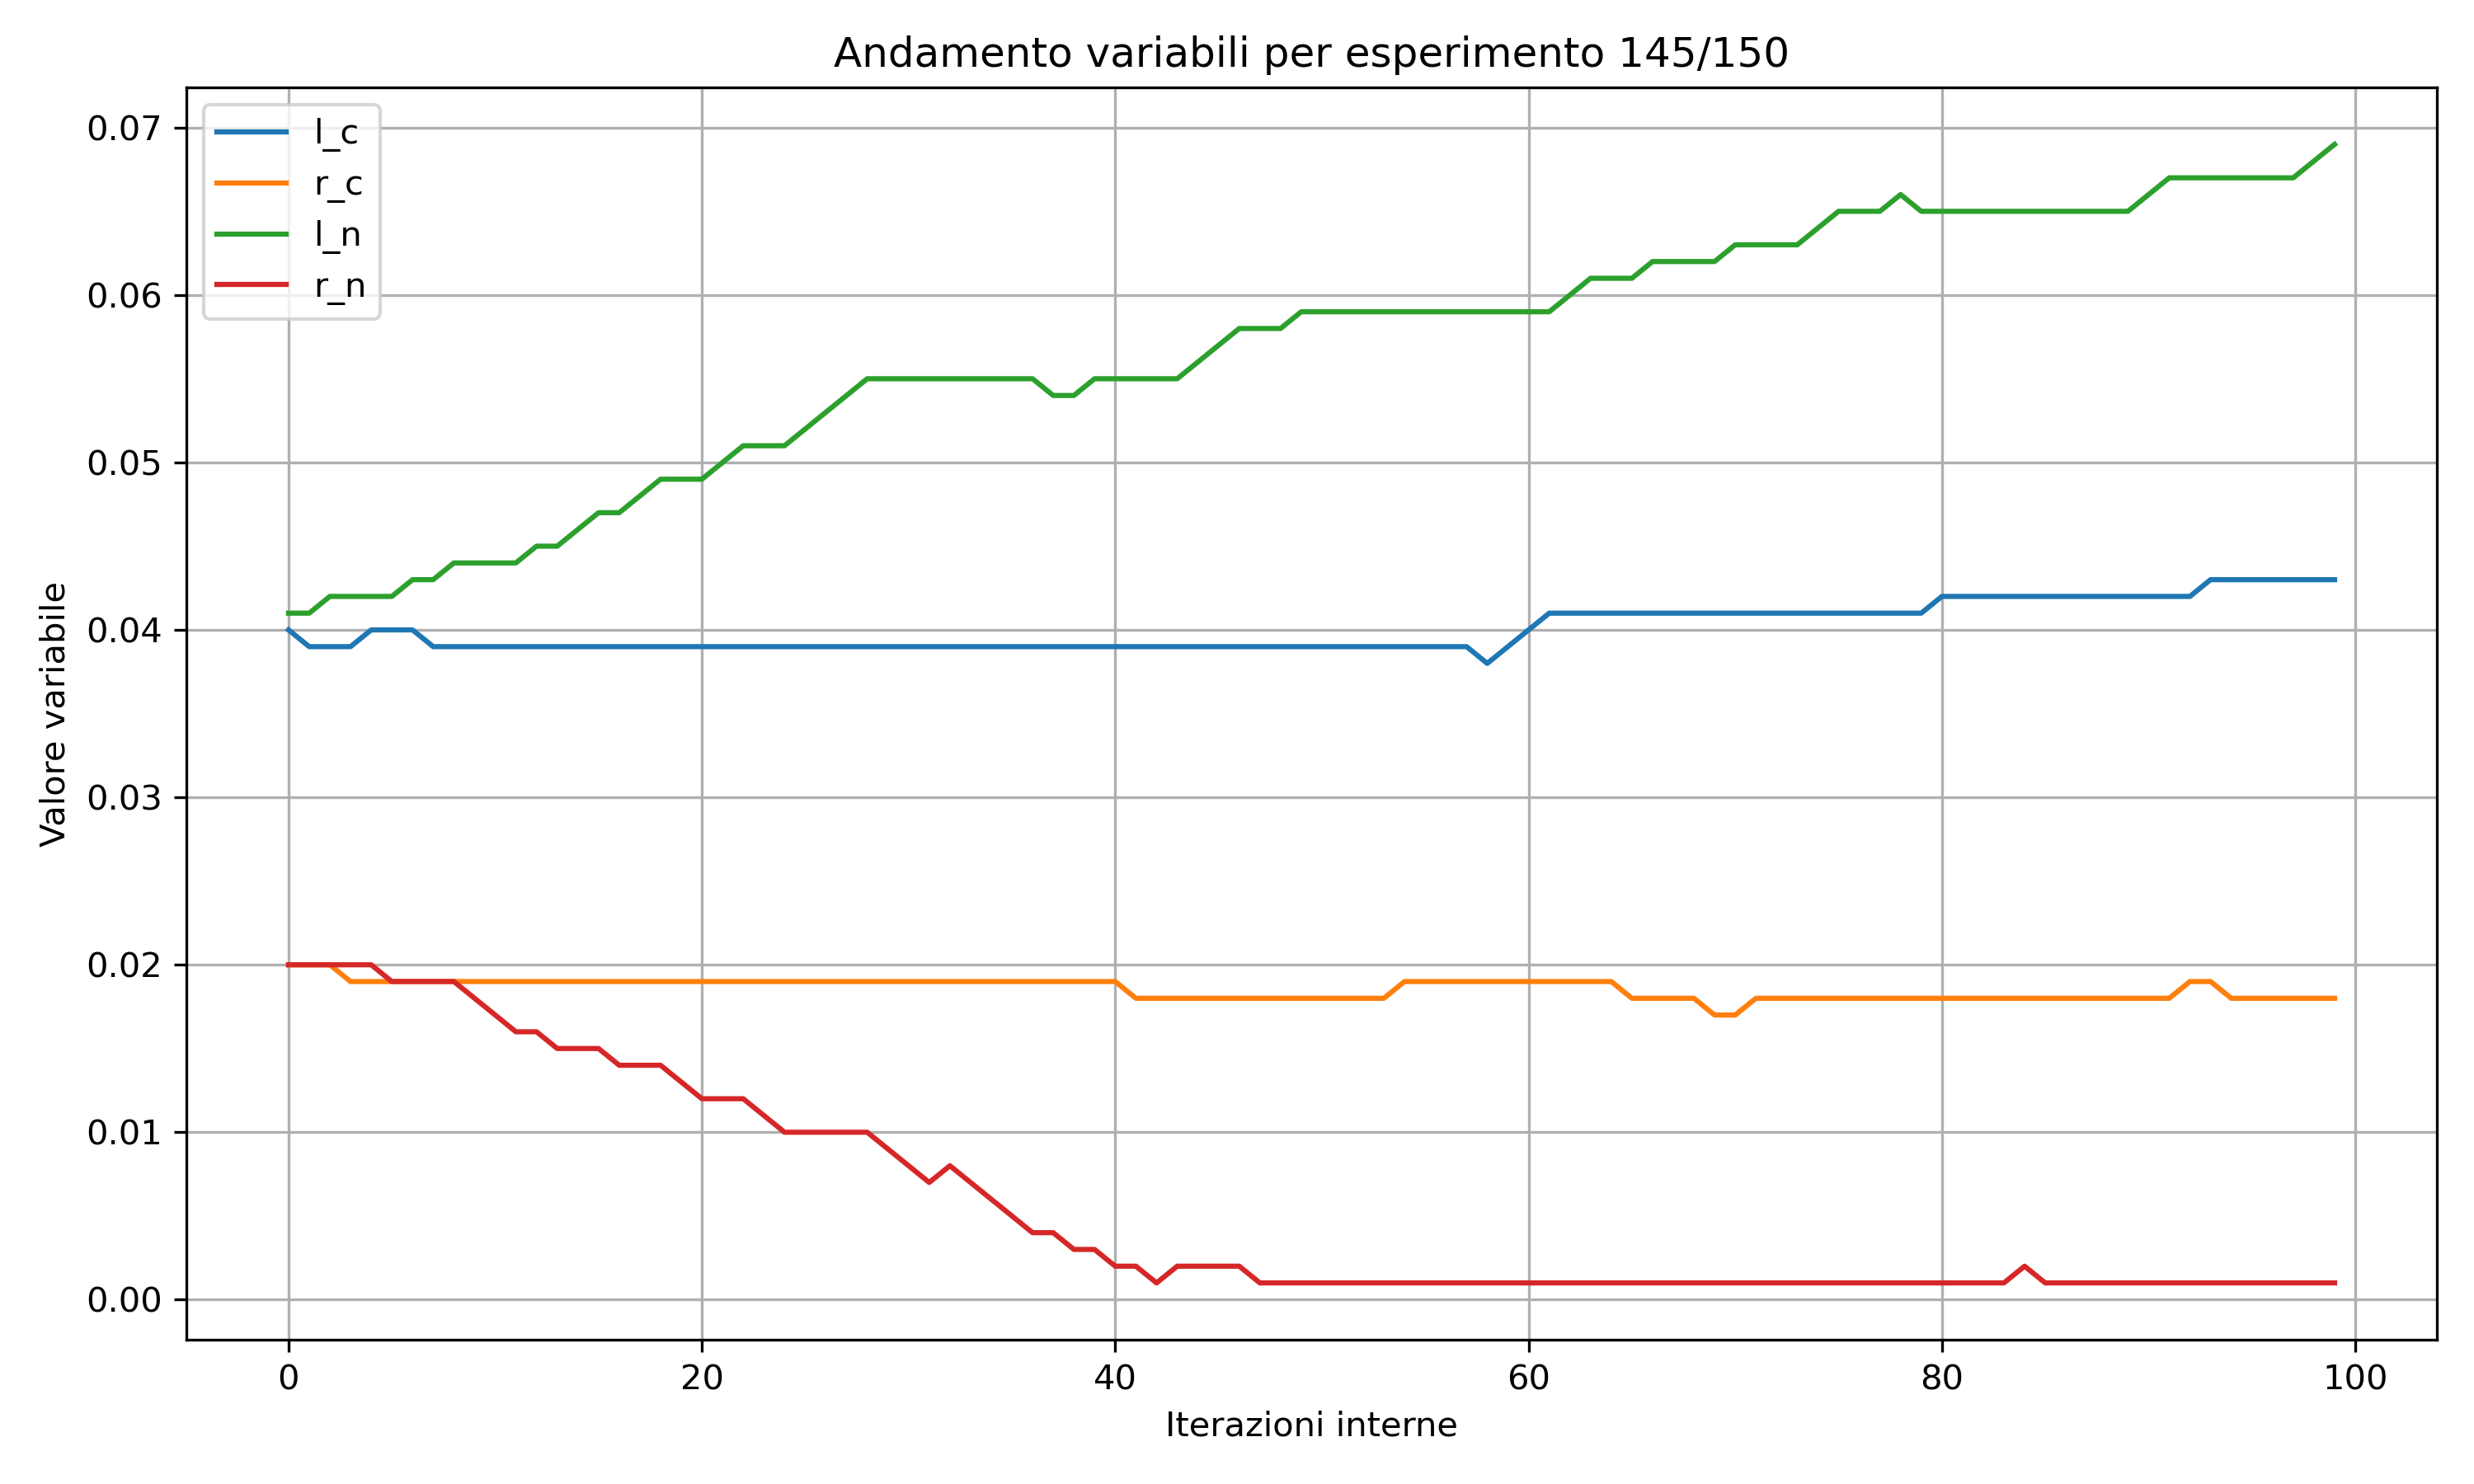 Andamento variabili per esperimento 145/150
l_c
r_c
l_n
r_n
0.07
0.06
0.05
0.04
0.03
0.02
0.01
0.00
Valore variabile
0 20 40 60 80 100
Iterazioni interne